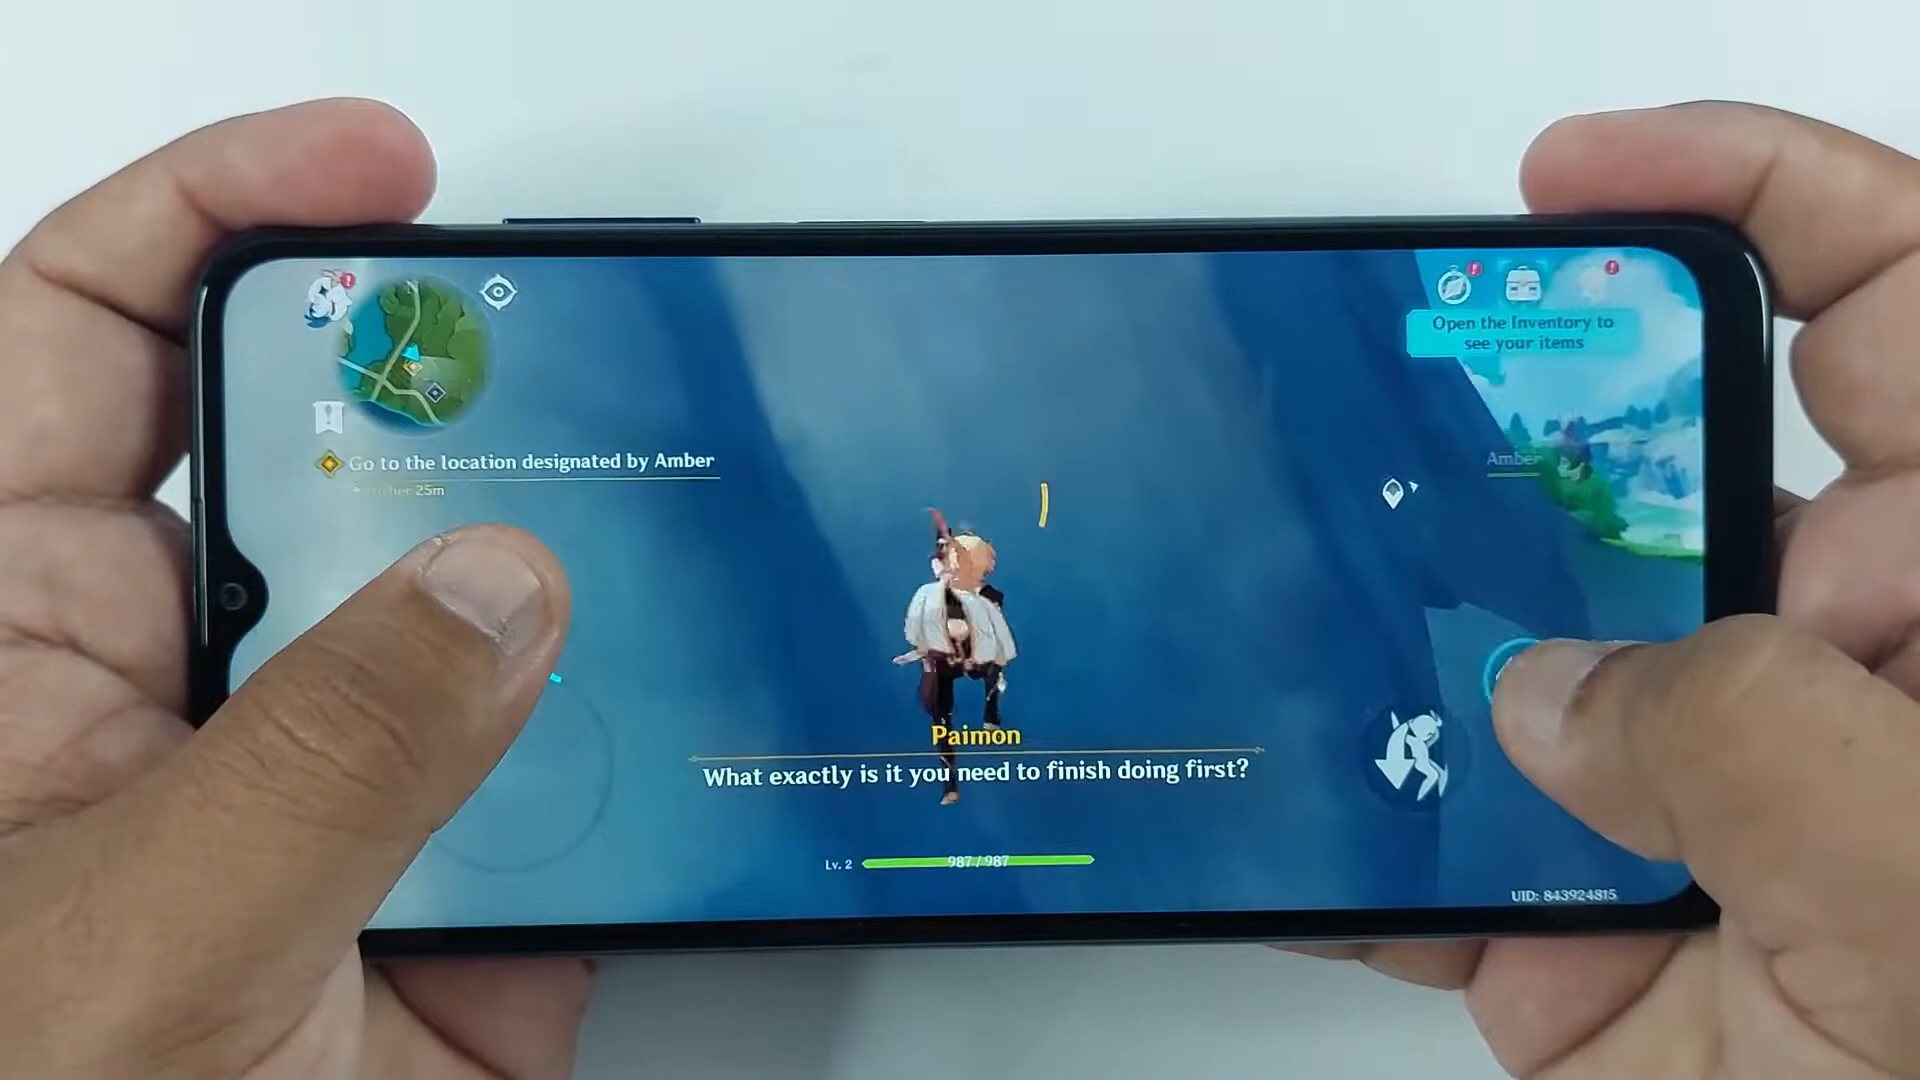 Open the Inventory to
see your items
Go to the location designated by Amber
25m
Amber
Paimon
What exactly is it you need to finish doing first?
Lv. 2
987 / 987
UID: 843924815